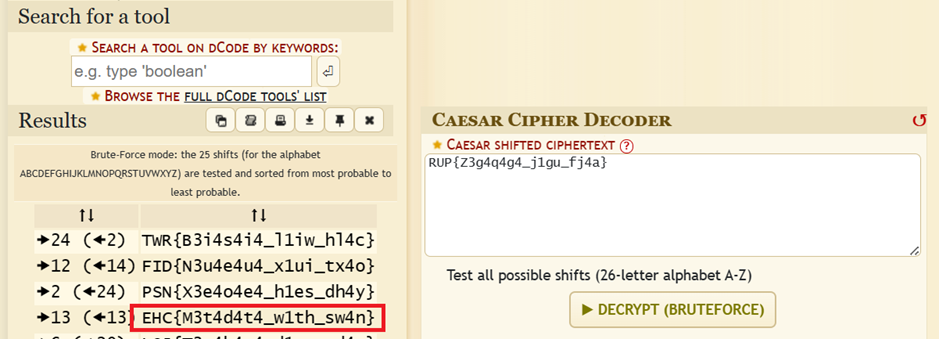 Search for a tool
★ SEARCH A TOOL ON DCODE BY KEYWORDS:
e.g. type 'boolean'
★ BROWSE THE FULL DCODE TOOLS' LIST
Results
Brute-Force mode: the 25 shifts (for the alphabet
ABCDEFGHIJKLMNOPQRSTUVWXYZ) are tested and sorted from most probable to
least probable.
↑↓ ↑↓
🠞24 (🠜2) TWR{B3i4s4i4_l1iw_hl4c}
🠞12 (🠜14) FID{N3u4e4u4_x1ui_tx4o}
🠞2 (🠜24) PSN{X3e4o4e4_h1es_dh4y}
🠞13 (🠜13) EHC{M3t4d4t4_w1th_sw4n}
CAESAR CIPHER DECODER
★ CAESAR SHIFTED CIPHERTEXT ?
RUP{Z3g4q4g4_j1gu_fj4a}
Test all possible shifts (26-letter alphabet A-Z)
▶ DECRYPT (BRUTEFORCE)